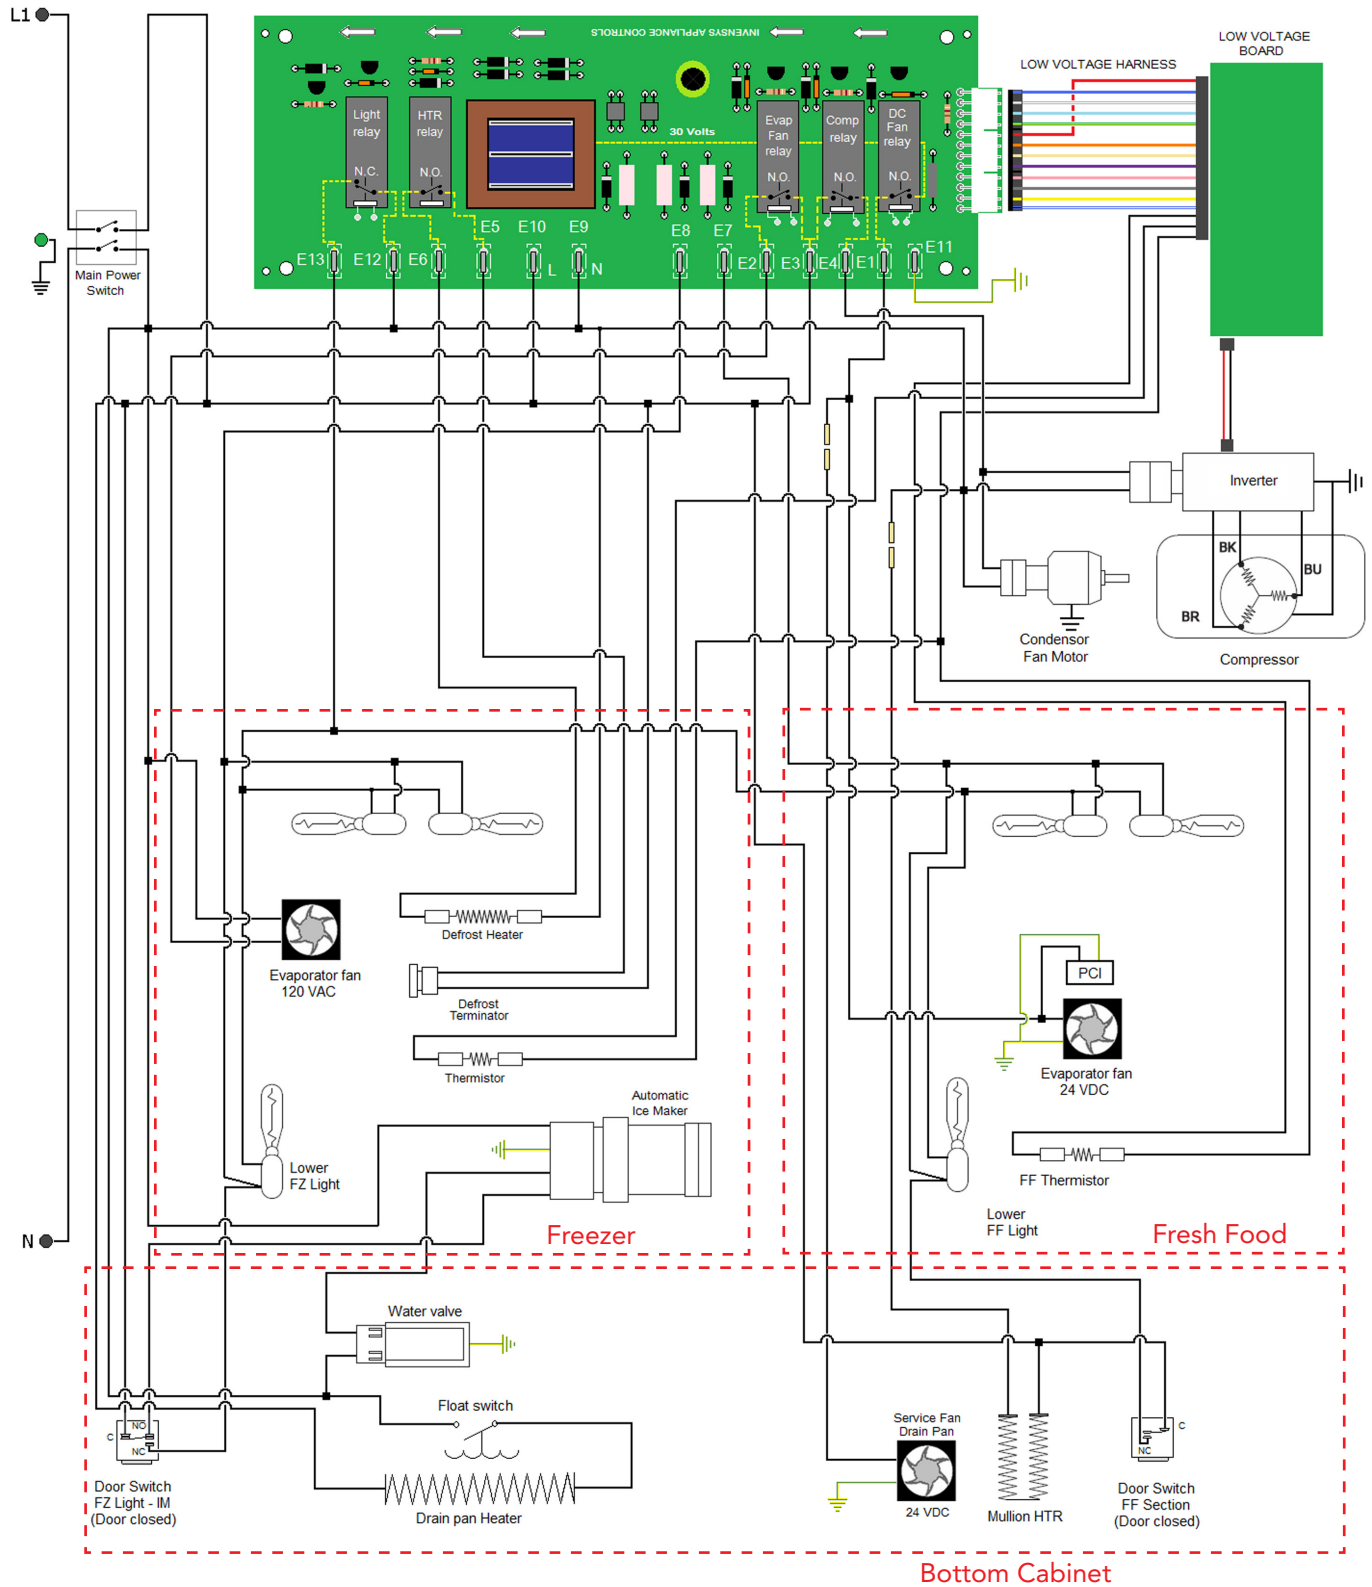 L1
INVENSYS APPLIANCE CONTROLS
LOW VOLTAGE
BOARD
LOW VOLTAGE HARNESS
Light
relay
N.C.
HTR
relay
N.O.
30 Volts
Evap
Fan
relay
N.O.
Comp
relay
N.O.
DC
Fan
relay
N.O.
E13
E12
E6
E5
E10
L
E9
N
E8
E7
E2
E3
E4
E1
E11
Main Power
Switch
Inverter
BK
BU
BR
Compressor
Condensor
Fan Motor
Defrost Heater
Evaporator fan
120 VAC
Defrost
Terminator
Thermistor
Automatic
Ice Maker
Lower
FZ Light
Freezer
PCI
Evaporator fan
24 VDC
FF Thermistor
Lower
FF Light
Fresh Food
N
Water valve
Float switch
Drain pan Heater
NO
C
NC
Door Switch
FZ Light - IM
(Door closed)
Service Fan
Drain Pan
24 VDC
Mullion HTR
C
NC
Door Switch
FF Section
(Door closed)
Bottom Cabinet